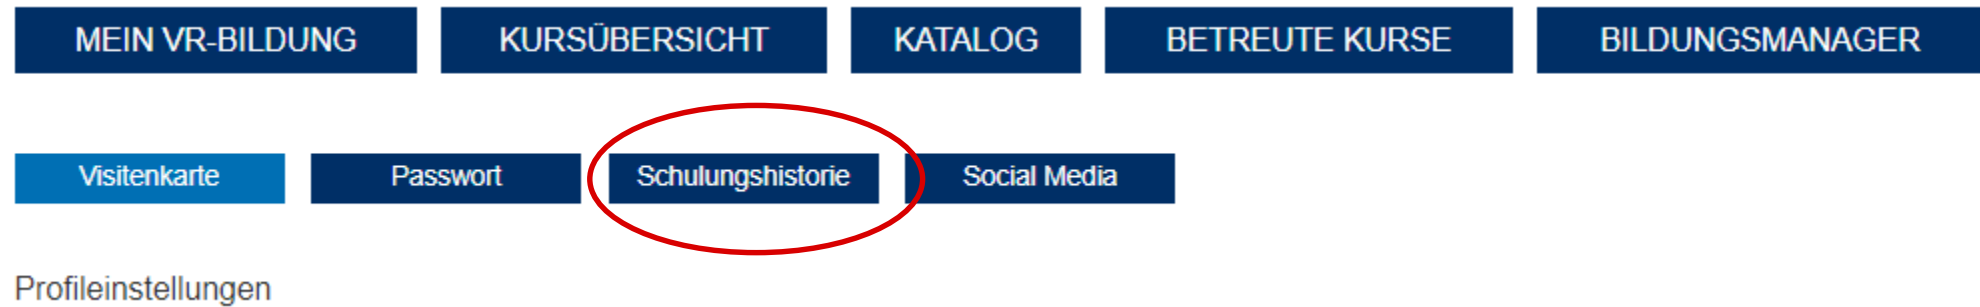 MEIN VR-BILDUNG KURSÜBERSICHT KATALOG BETREUTE KURSE BILDUNGSMANAGER
Visitenkarte Passwort Schulungshistorie Social Media
Profileinstellungen